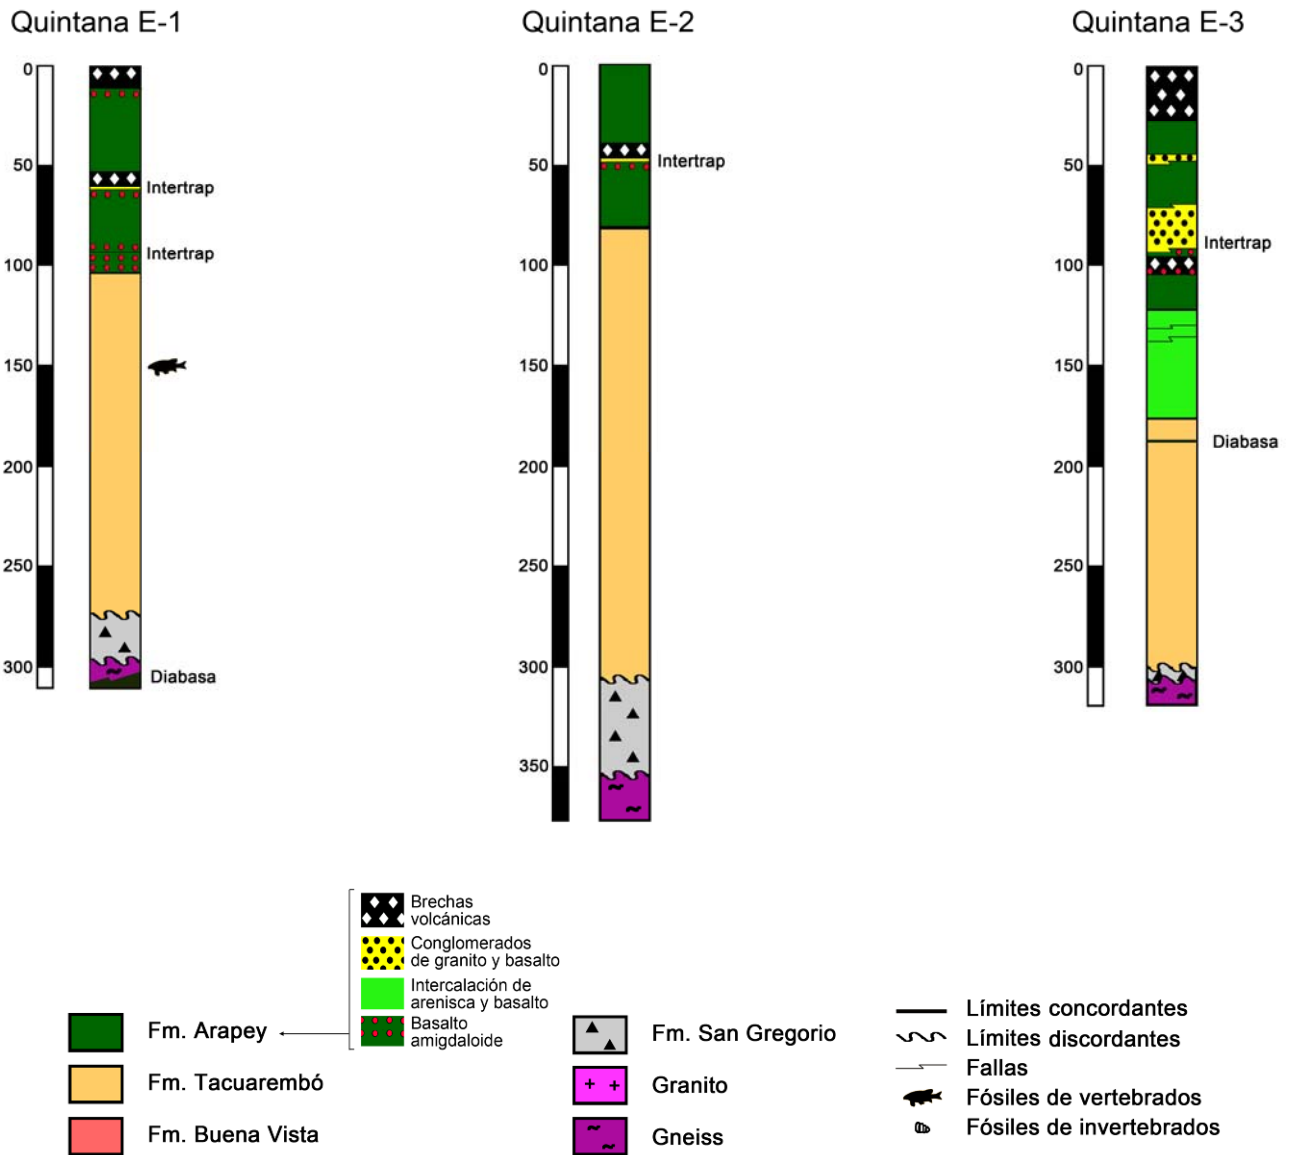 Quintana E-1
Quintana E-2
Quintana E-3
0
50
100
150
200
250
300
Intertrap
Intertrap
Diabasa
0
50
100
150
200
250
300
350
Intertrap
0
50
100
150
200
250
300
Intertrap
Diabasa
Brechas
volcánicas
Conglomerados
de granito y basalto
Intercalación de
arenisca y basalto
Basalto
amigdaloide
Fm. Arapey
Fm. Tacuarembó
Fm. Buena Vista
Fm. San Gregorio
Granito
Gneiss
Límites concordantes
Límites discordantes
Fallas
Fósiles de vertebrados
Fósiles de invertebrados